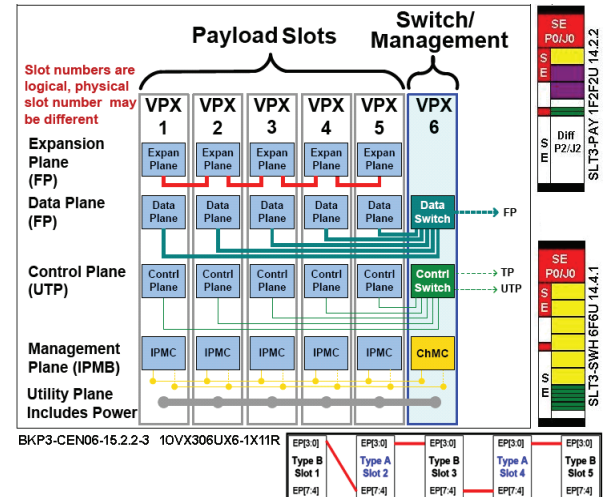 Payload Slots
Switch/
Management
Slot numbers are
logical, physical
slot number may
be different
VPX
1
VPX
2
VPX
3
VPX
4
VPX
5
VPX
6
Expansion
Plane
(FP)
Expan
Plane
Expan
Plane
Expan
Plane
Expan
Plane
Expan
Plane
Data Plane
(FP)
Data
Plane
Data
Plane
Data
Plane
Data
Plane
Data
Plane
Data
Switch
FP
Control Plane
(UTP)
Contrl
Plane
Contrl
Plane
Contrl
Plane
Contrl
Plane
Contrl
Plane
Contrl
Switch
TP
UTP
Management
Plane (IPMB)
IPMC
IPMC
IPMC
IPMC
IPMC
ChMC
Utility Plane
Includes Power
SE
P0/J0
S
E
S
E
Diff
P2/J2
SLT3-PAY 1F2F2U 14.2.2
SE
P0/J0
S
E
S
E
SLT3-SWH 6F6U 14.4.1
BKP3-CEN06-15.2.2-3 1OVX306UX6-1X11R
EP[3:0]
Type B
Slot 1
EP[7:4]
EP[3:0]
Type A
Slot 2
EP[7:4]
EP[3:0]
Type B
Slot 3
EP[7:4]
EP[3:0]
Type A
Slot 4
EP[7:4]
EP[3:0]
Type B
Slot 5
EP[7:4]